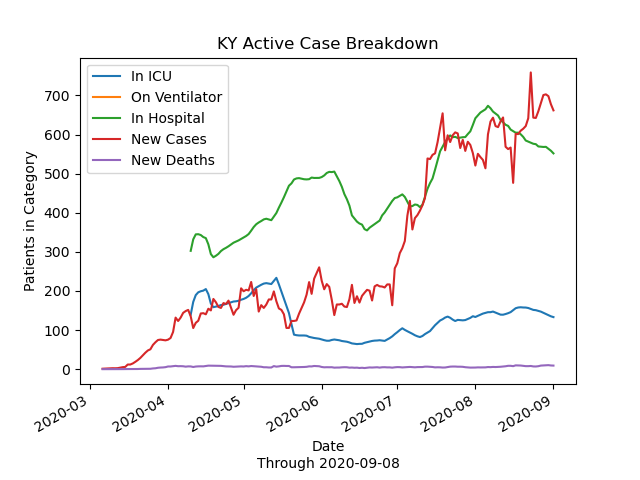 KY Active Case Breakdown
In ICU
On Ventilator
In Hospital
New Cases
New Deaths
Patients in Category
700
600
500
400
300
200
100
0
2020-03
2020-04
2020-05
2020-06
2020-07
2020-08
2020-09
Date
Through 2020-09-08